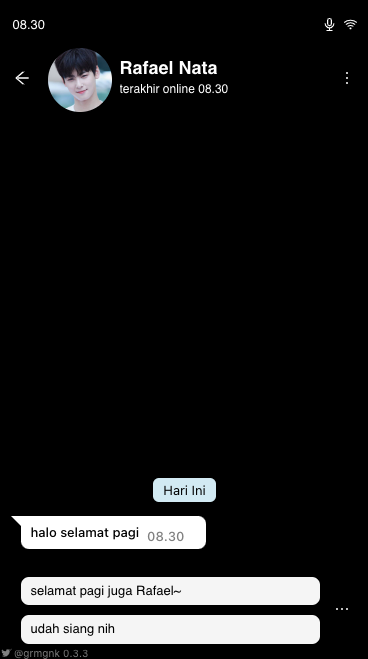 08.30
Rafael Nata
terakhir online 08.30
Hari Ini
halo selamat pagi 08.30
selamat pagi juga Rafael~
udah siang nih
@grmgnk 0.3.3